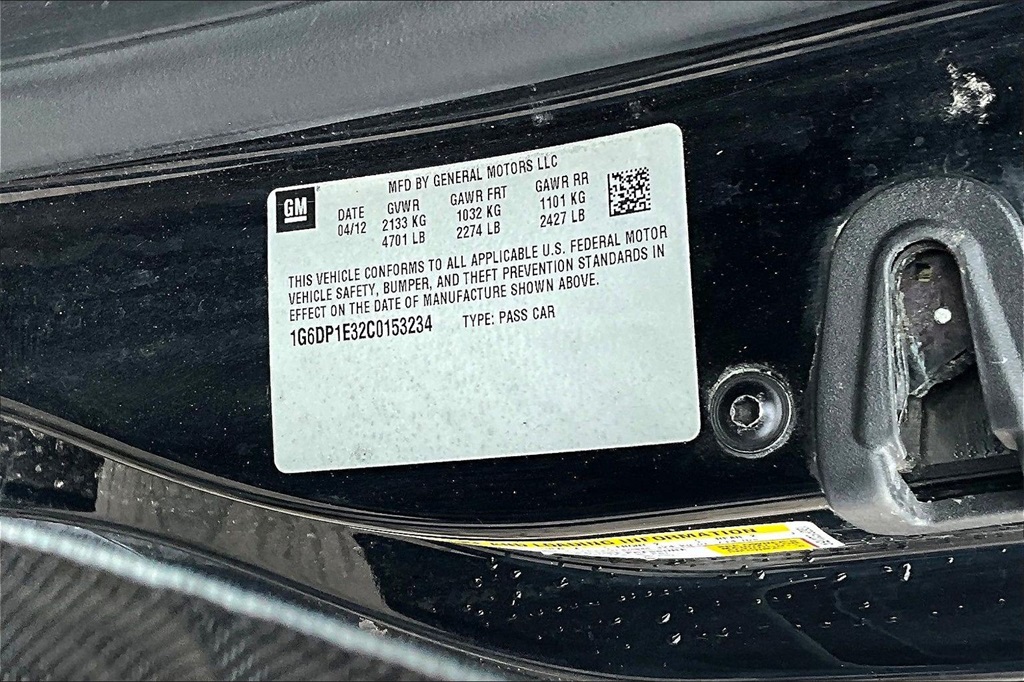 GM
MFD BY GENERAL MOTORS LLC
DATE GVWR GAWR FRT GAWR RR
04/12 2133 KG 1032 KG 1101 KG
4701 LB 2274 LB 2427 LB
THIS VEHICLE CONFORMS TO ALL APPLICABLE U.S. FEDERAL MOTOR
VEHICLE SAFETY, BUMPER, AND THEFT PREVENTION STANDARDS IN
EFFECT ON THE DATE OF MANUFACTURE SHOWN ABOVE.
1G6DP1E32C0153234 TYPE: PASS CAR
INFORMATION